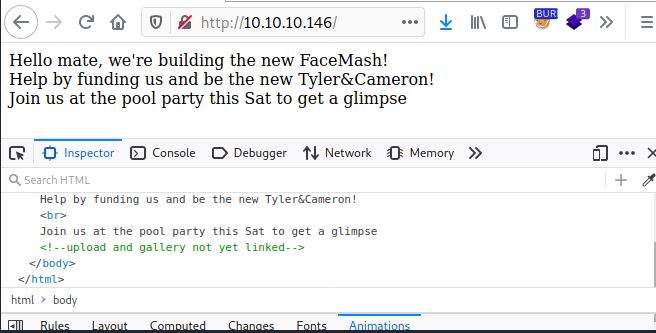 http://10.10.10.146/
BUR
3
Hello mate, we're building the new FaceMash!
Help by funding us and be the new Tyler&Cameron!
Join us at the pool party this Sat to get a glimpse
Inspector Console Debugger Network Memory
Search HTML
Help by funding us and be the new Tyler&Cameron!
<br>
Join us at the pool party this Sat to get a glimpse
<!--upload and gallery not yet linked-->
</body>
</html>
html > body
Rules Layout Computed Changes Fonts Animations